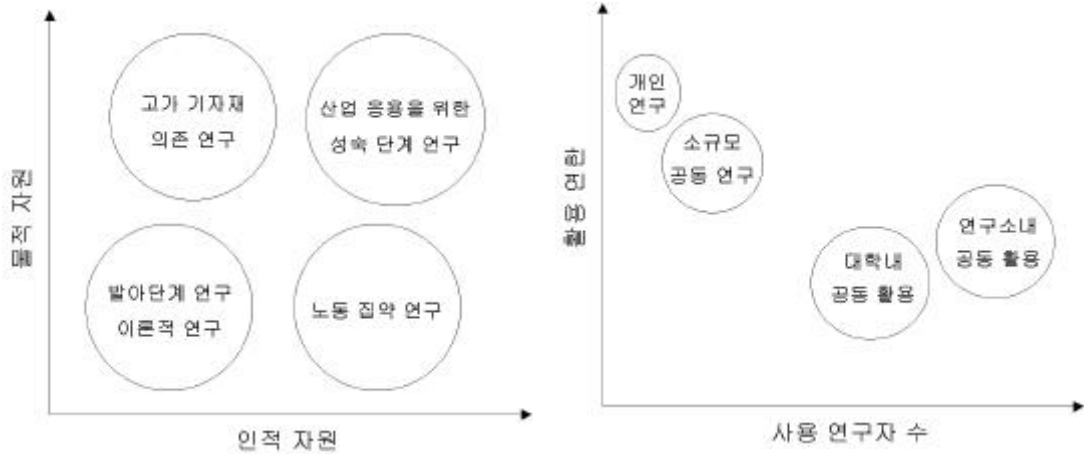 물적 자원
고가 기자재
의존 연구
산업 응용을 위한
성숙 단계 연구
발아단계 연구
이론적 연구
노동 집약 연구
인적 자원
활용 연한
개인
연구
소규모
공동 연구
대학내
공동 활용
연구소내
공동 활용
사용 연구자 수